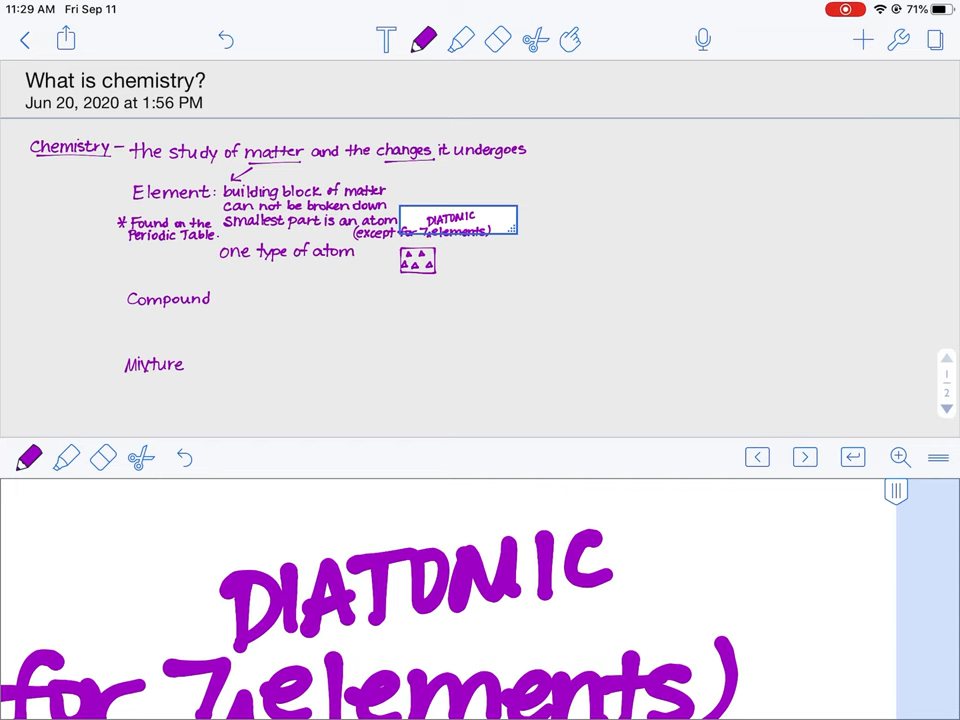 11:29 AM Fri Sep 11
71%
T
What is chemistry?
Jun 20, 2020 at 1:56 PM
Chemistry - the study of matter and the changes it undergoes
Element: building block of matter
can not be broken down
* Found on the smallest part is an atom DIATOMIC
Periodic Table. (except for 7 elements)
one type of atom
Compound
Mixture
1
2
DIATOMIC
for 7 elements)